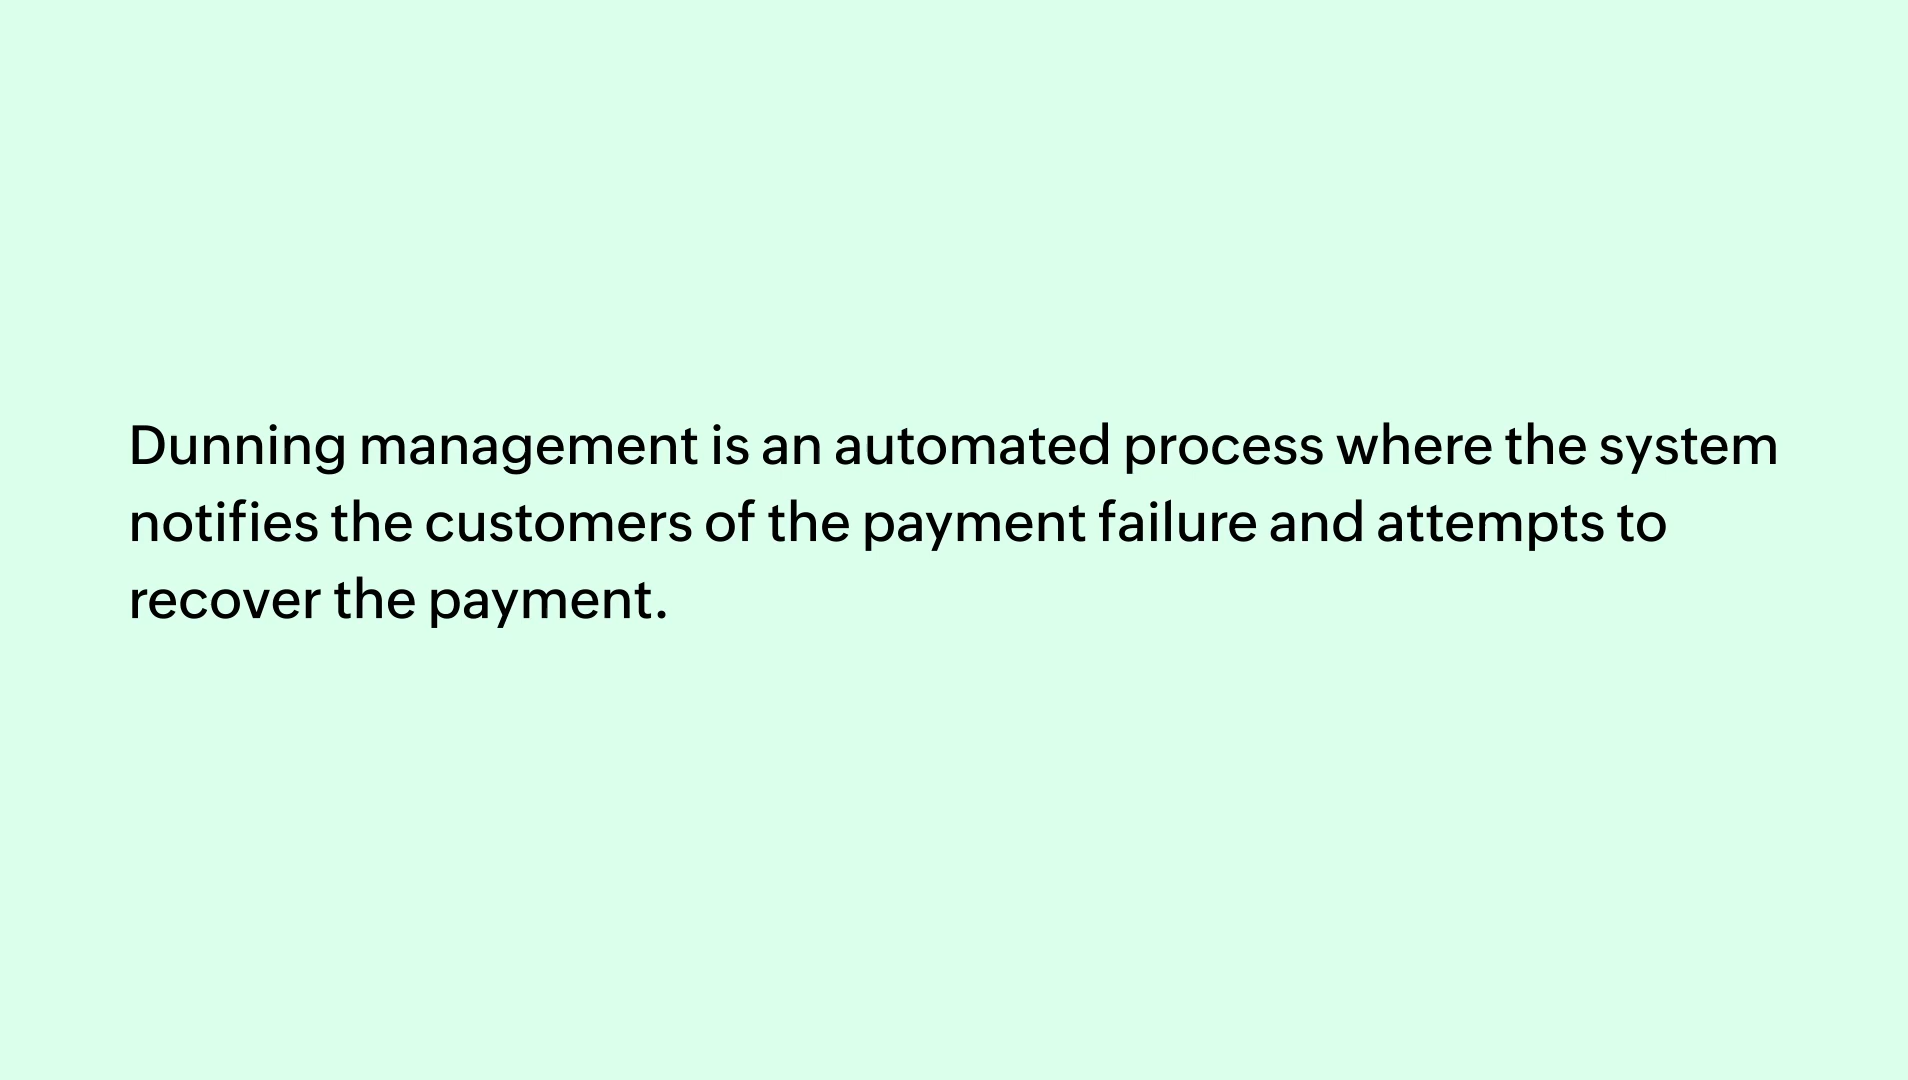 Dunning management is an automated process where the system
notifies the customers of the payment failure and attempts to
recover the payment.